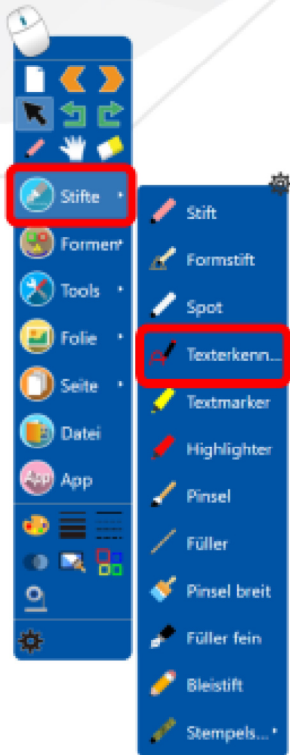 Stifte
Formen
Tools
Folie
Seite
Datei
App
App
Stift
Formstift
Spot
Texterkenn...
Textmarker
Highlighter
Pinsel
Füller
Pinsel breit
Füller fein
Bleistift
Stempels...